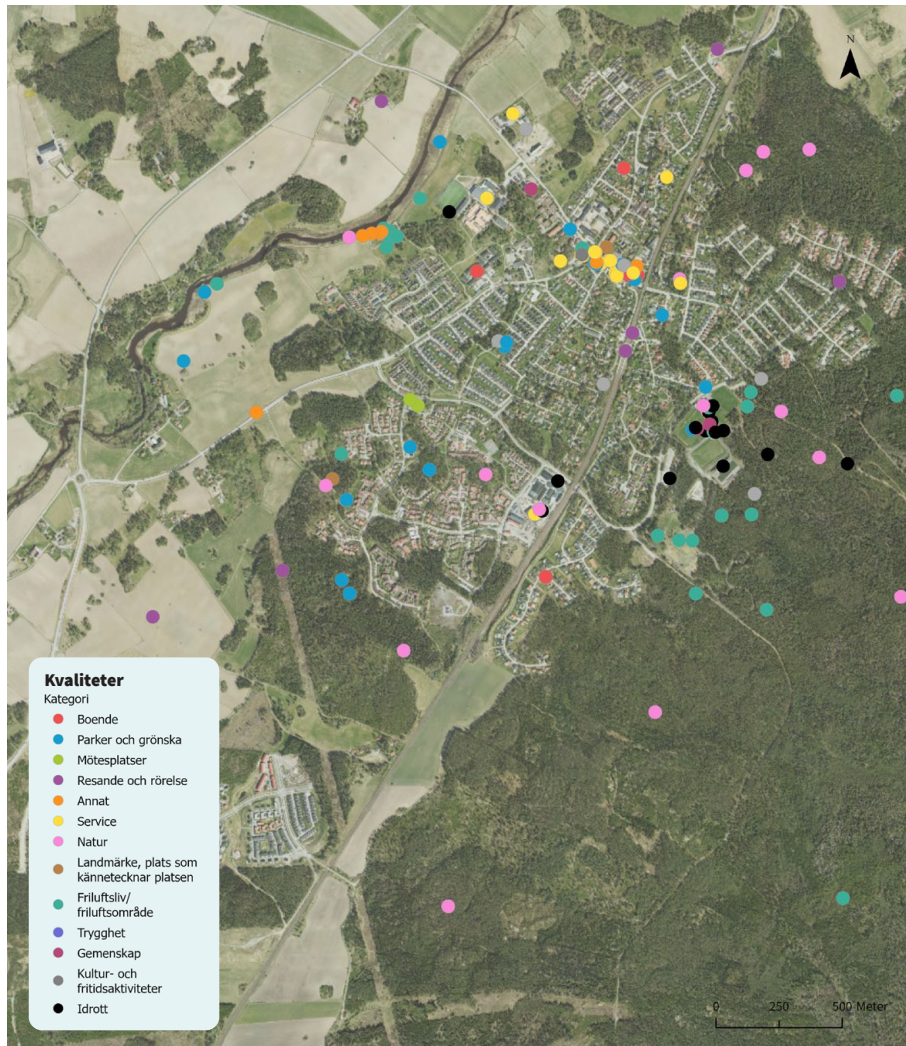 N
Kvaliteter
Kategori
Boende
Parker och grönska
Mötesplatser
Resande och rörelse
Annat
Service
Natur
Landmärke, plats som
kännetecknar platsen
Friluftsliv/
friluftsområde
Trygghet
Gemenskap
Kultur- och
fritidsaktiviteter
Idrott
0 250 500 Meter